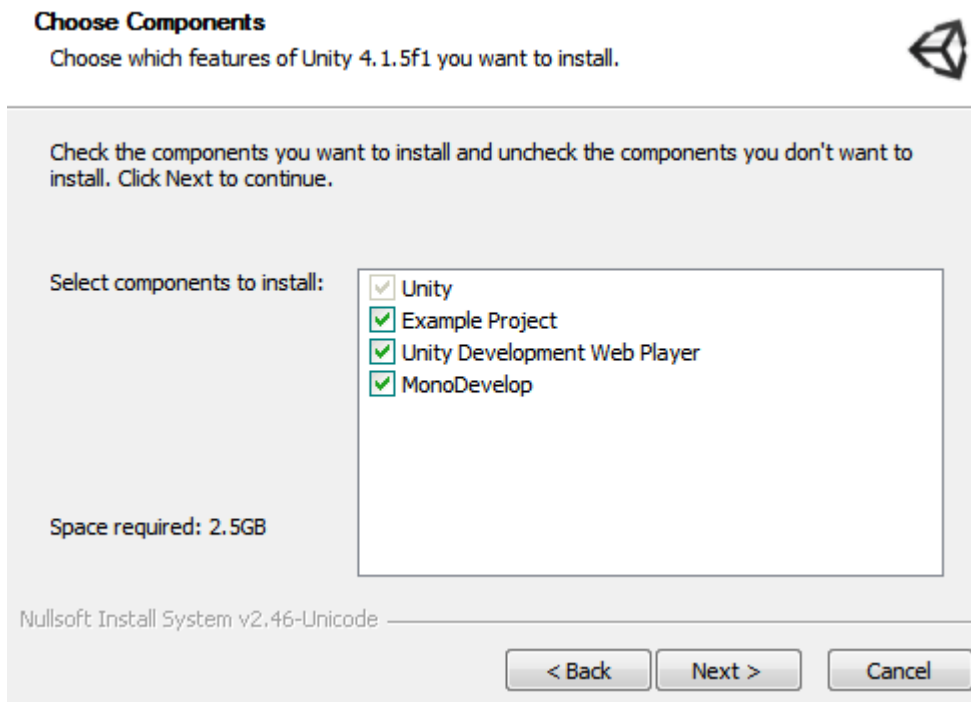 Choose Components
Choose which features of Unity 4.1.5f1 you want to install.
Check the components you want to install and uncheck the components you don't want to
install. Click Next to continue.
Select components to install:
Unity
Example Project
Unity Development Web Player
MonoDevelop
Space required: 2.5GB
Nullsoft Install System v2.46-Unicode
< Back
Next >
Cancel